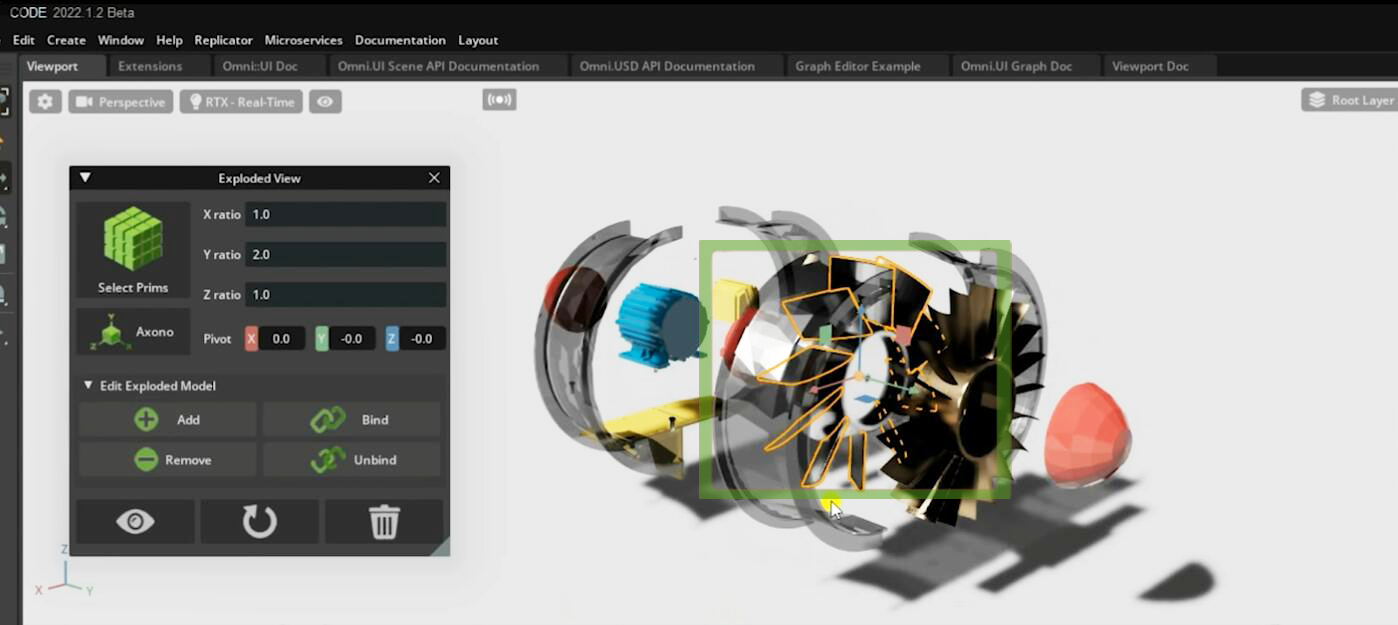 CODE 2022.1.2 Beta
Edit Create Window Help Replicator Microservices Documentation Layout
Viewport Extensions Omni::UI Doc Omni.UI Scene API Documentation Omni.USD API Documentation Graph Editor Example Omni.UI Graph Doc Viewport Doc
Perspective RTX - Real-Time Root Layer
Exploded View
X ratio 1.0
Y ratio 2.0
Select Prims
Z ratio 1.0
Axono
Pivot X 0.0 Y -0.0 Z -0.0
Edit Exploded Model
Add Bind
Remove Unbind
Z
X Y